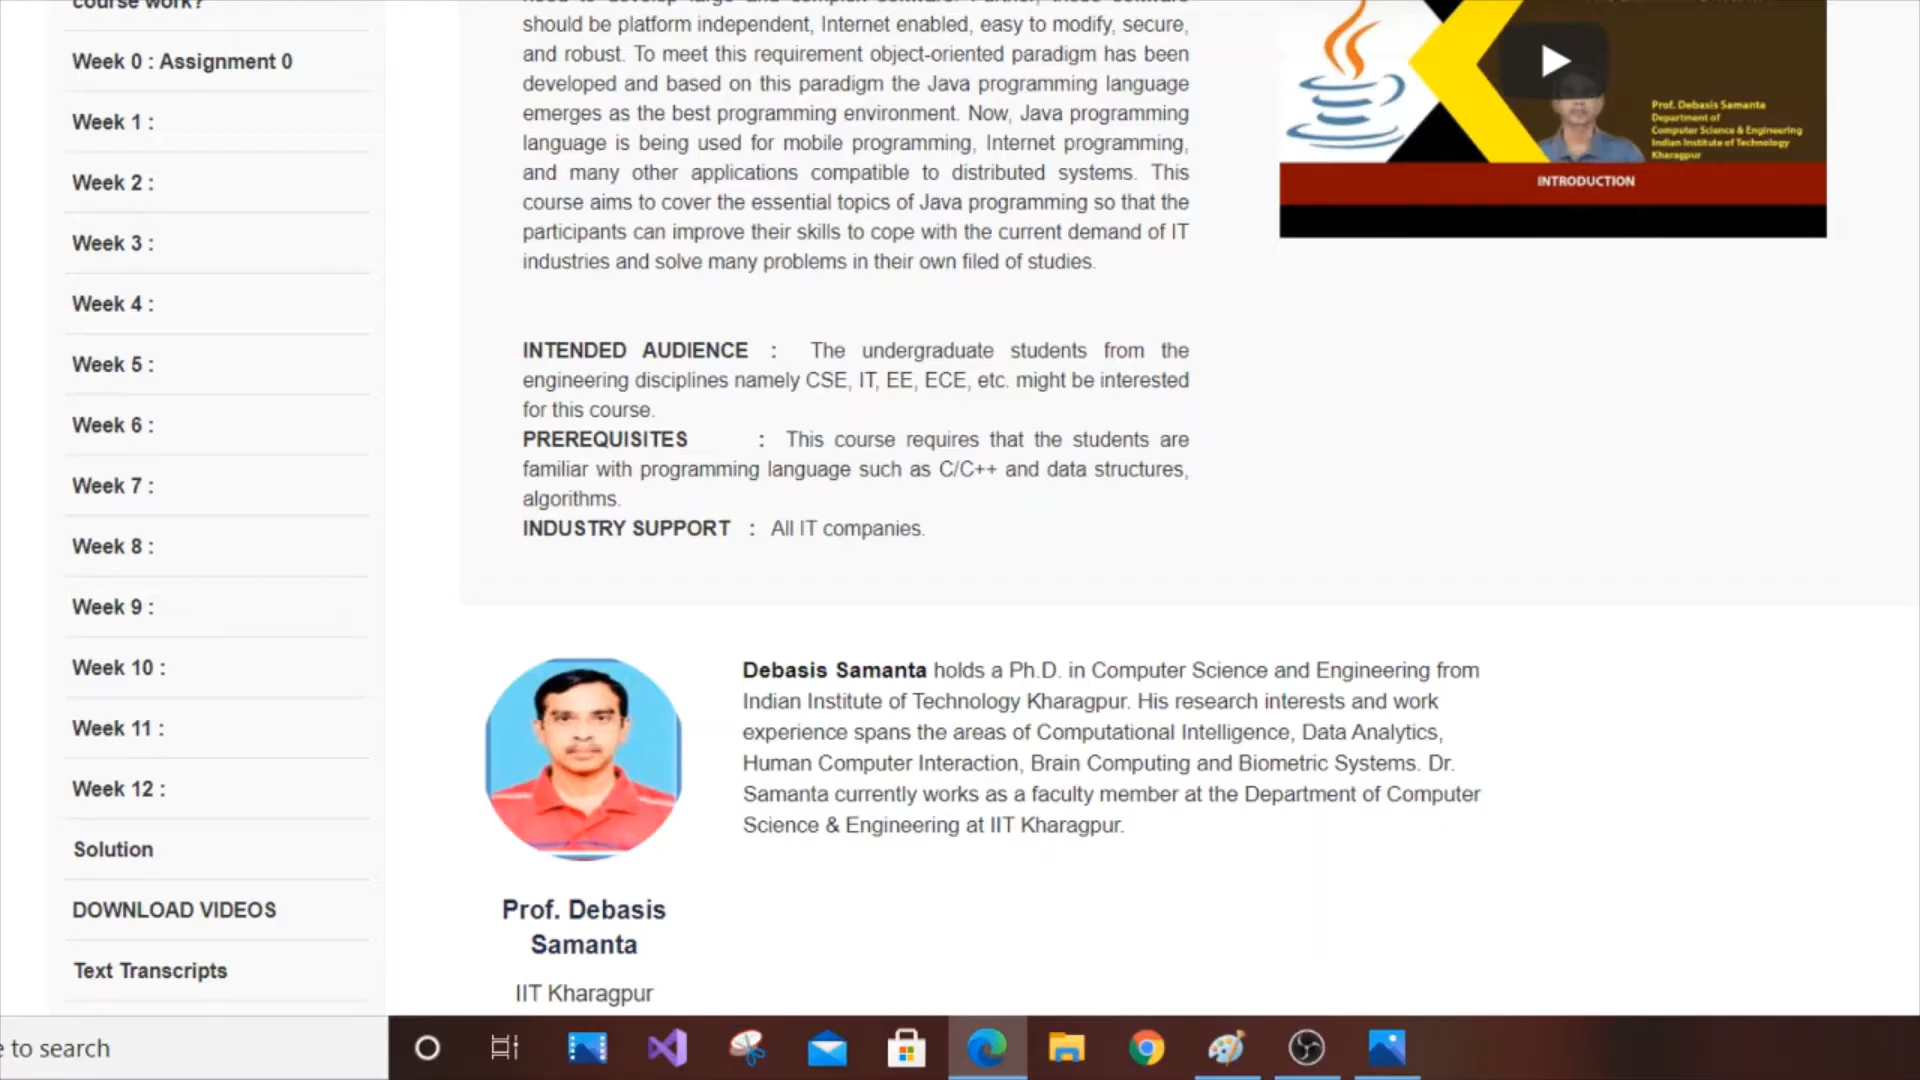 course work?
Week 0 : Assignment 0
Week 1 :
Week 2 :
Week 3 :
Week 4 :
Week 5 :
Week 6 :
Week 7 :
Week 8 :
Week 9 :
Week 10 :
Week 11 :
Week 12 :
Solution
DOWNLOAD VIDEOS
Text Transcripts
need to develop large and complex software. Further, these software
should be platform independent, Internet enabled, easy to modify, secure,
and robust. To meet this requirement object-oriented paradigm has been
developed and based on this paradigm the Java programming language
emerges as the best programming environment. Now, Java programming
language is being used for mobile programming, Internet programming,
and many other applications compatible to distributed systems. This
course aims to cover the essential topics of Java programming so that the
participants can improve their skills to cope with the current demand of IT
industries and solve many problems in their own filed of studies.
INTENDED AUDIENCE : The undergraduate students from the
engineering disciplines namely CSE, IT, EE, ECE, etc. might be interested
for this course.
PREREQUISITES : This course requires that the students are
familiar with programming language such as C/C++ and data structures,
algorithms.
INDUSTRY SUPPORT : All IT companies.
Prof. Debasis Samanta
Department of
Computer Science & Engineering
Indian Institute of Technology
Kharagpur
INTRODUCTION
Debasis Samanta holds a Ph.D. in Computer Science and Engineering from
Indian Institute of Technology Kharagpur. His research interests and work
experience spans the areas of Computational Intelligence, Data Analytics,
Human Computer Interaction, Brain Computing and Biometric Systems. Dr.
Samanta currently works as a faculty member at the Department of Computer
Science & Engineering at IIT Kharagpur.
Prof. Debasis
Samanta
IIT Kharagpur
to search